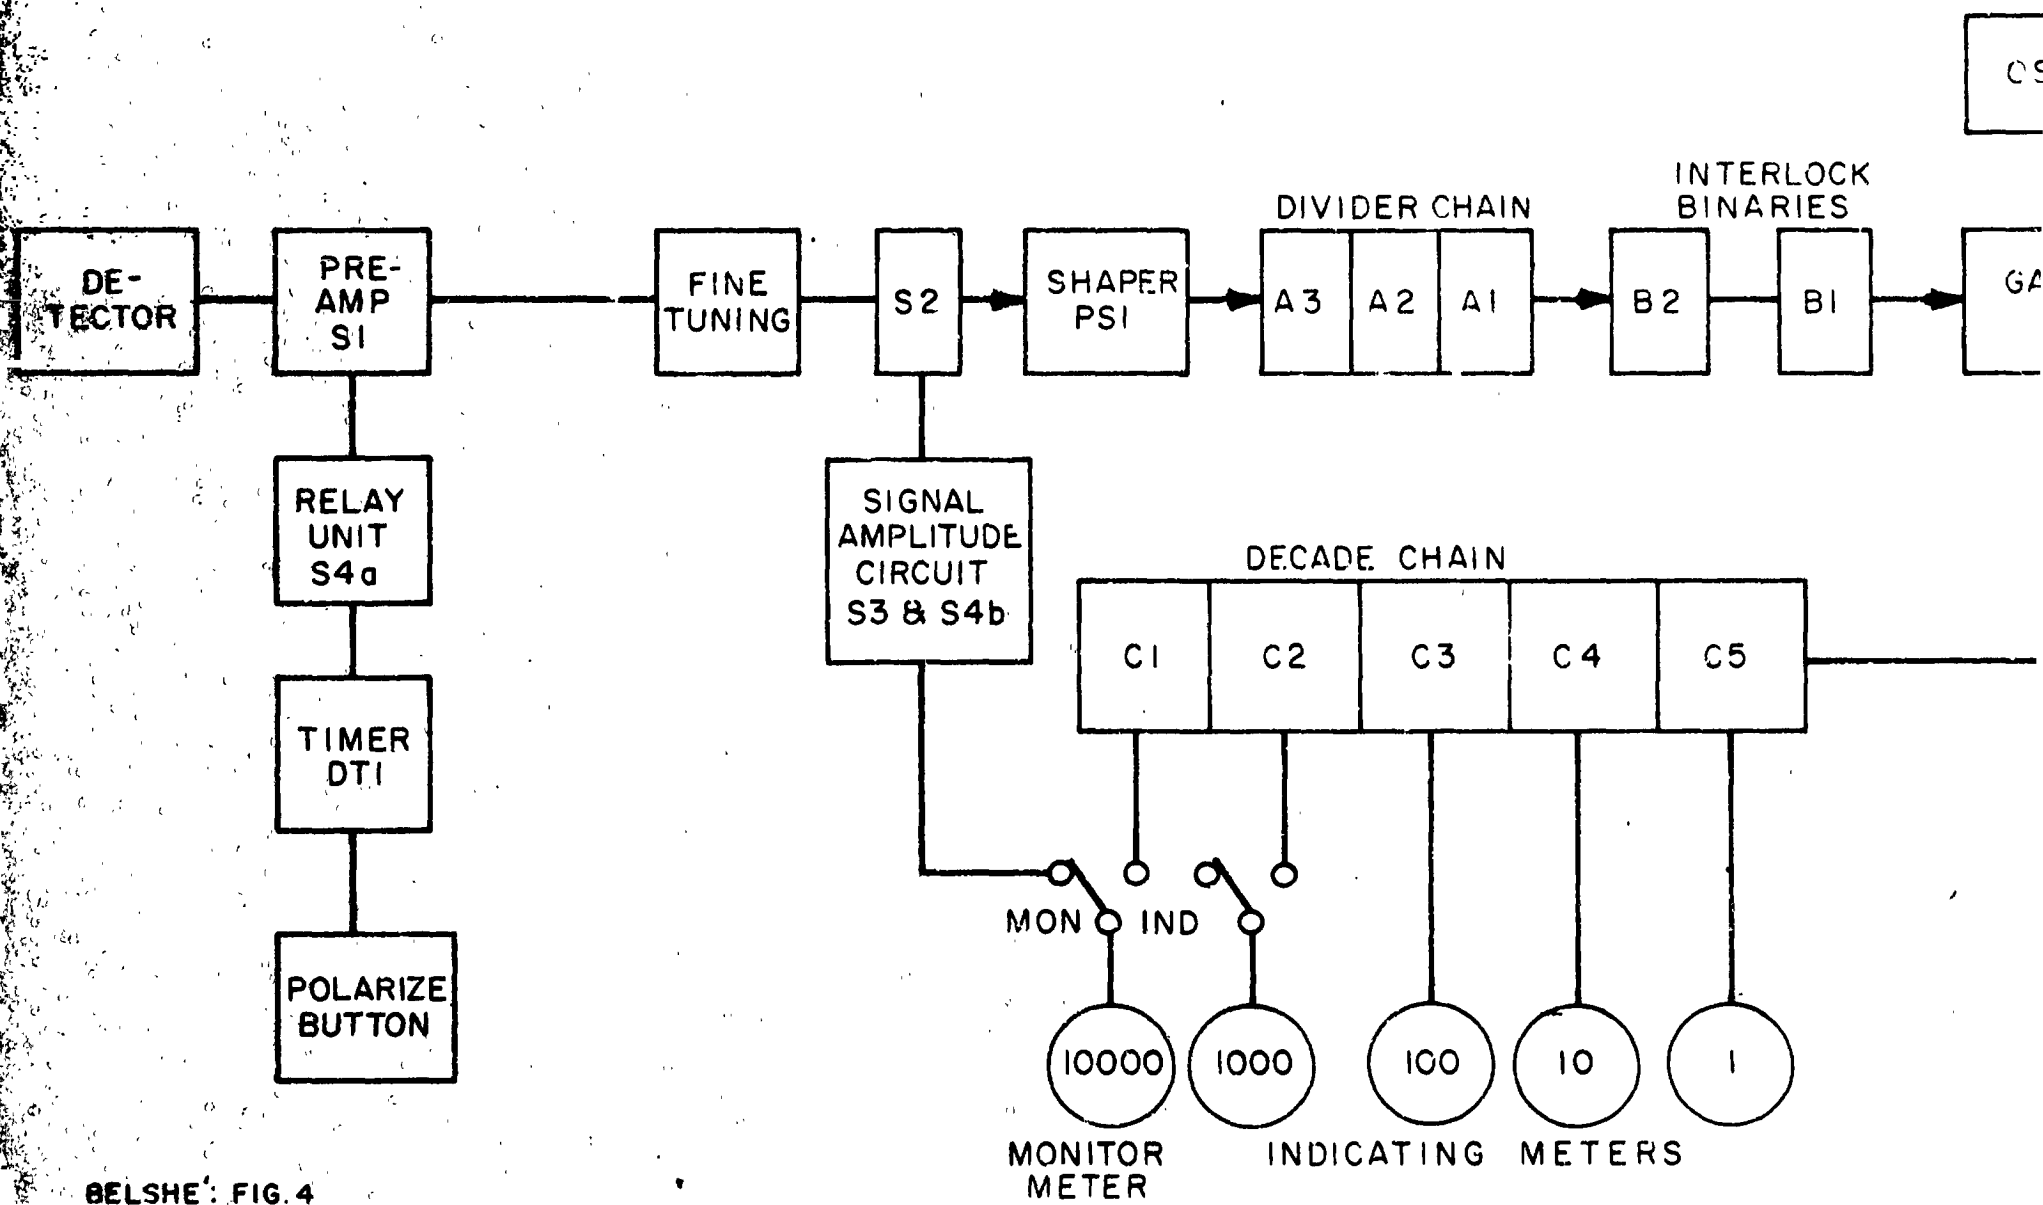 INTERLOCK
BINARIES
DIVIDER CHAIN
DE-
TECTOR
PRE-
AMP
S1
FINE
TUNING
S2
SHAPER
PS1
A3 A2 A1
B2
B1
RELAY
UNIT
S4a
SIGNAL
AMPLITUDE
CIRCUIT
S3 & S4b
DECADE CHAIN
C1 C2 C3 C4 C5
TIMER
DT1
MON IND
POLARIZE
BUTTON
10000 1000 100 10 1
MONITOR
METER
INDICATING METERS
BELSHE': FIG. 4